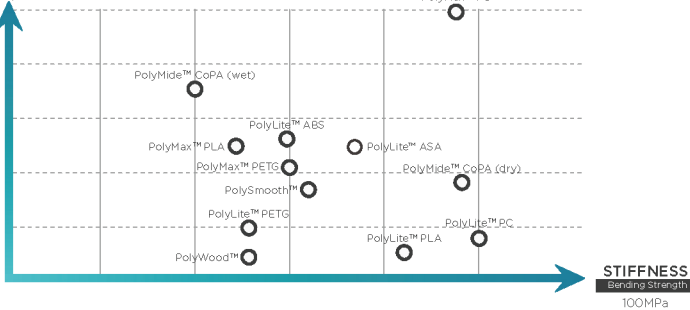 PolyMide™ CoPA (wet)
PolyLite™ ABS
PolyMax™ PLA
PolyLite™ ASA
PolyMax™ PETG
PolyMide™ CoPA (dry)
PolySmooth™
PolyLite™ PETG
PolyLite™ PC
PolyLite™ PLA
PolyWood™
STIFFNESS
Bending Strength
100MPa